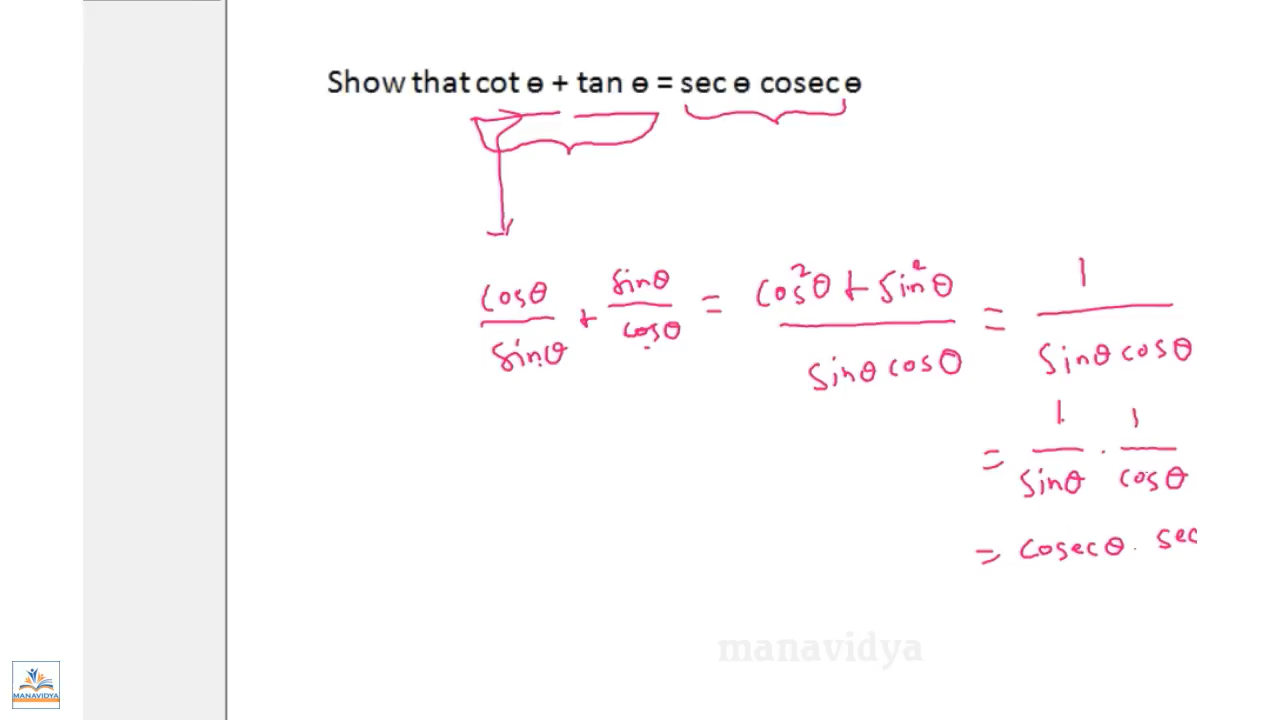 Show that cot ɵ + tan ɵ = sec ɵ cosec ɵ
cosθ/sinθ + sinθ/cosθ = cos²θ + sin²θ/sinθ cosθ = 1/sinθ cosθ
= 1/sinθ · 1/cosθ
= cosecθ. sec
manavidya
MANAVIDYA